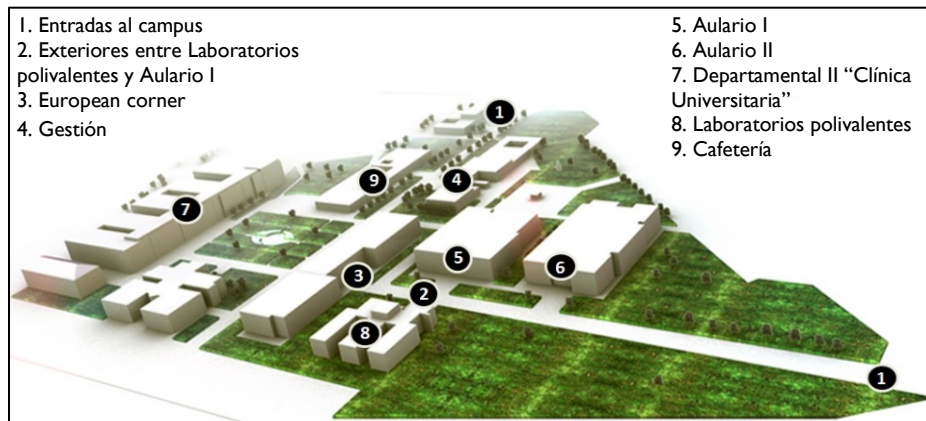 1. Entradas al campus
2. Exteriores entre Laboratorios
polivalentes y Aulario I
3. European corner
4. Gestión
5. Aulario I
6. Aulario II
7. Departamental II “Clínica
Universitaria”
8. Laboratorios polivalentes
9. Cafetería
1
9
4
7
5
6
3
2
8
1